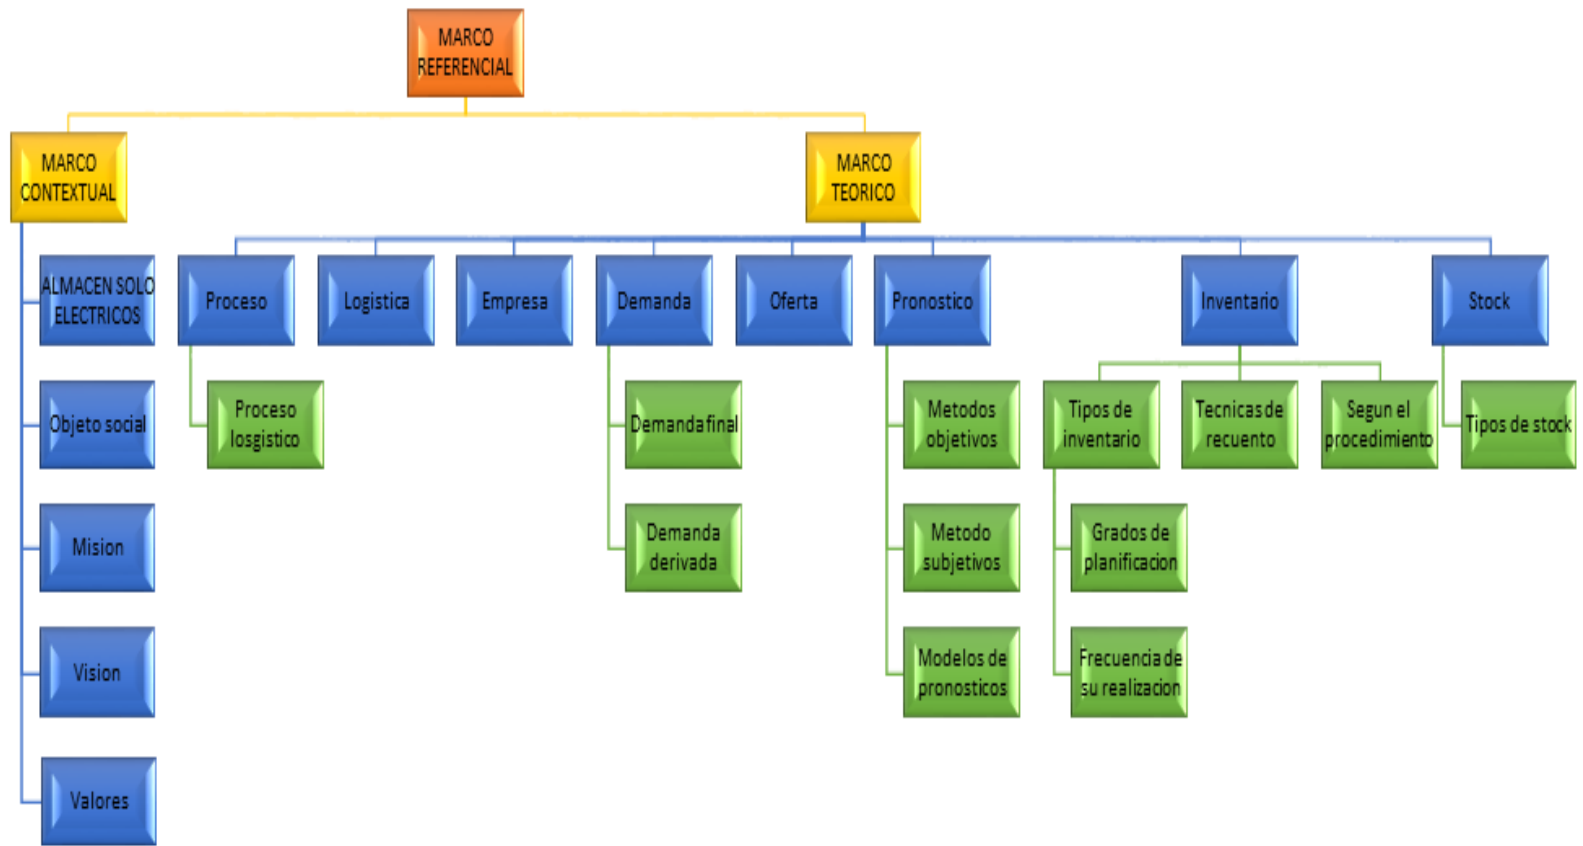 MARCO
REFERENCIAL
MARCO
CONTEXTUAL
MARCO
TEORICO
ALMACEN SOLO
ELECTRICOS
Proceso
Logistica
Empresa
Demanda
Oferta
Pronostico
Inventario
Stock
Objeto social
Proceso
losgistico
Demanda final
Metodos
objetivos
Tipos de
inventario
Tecnicas de
recuento
Segun el
procedimiento
Tipos de stock
Mision
Demanda
derivada
Metodo
subjetivos
Grados de
planificacion
Vision
Modelos de
pronosticos
Frecuencia de
su realizacion
Valores